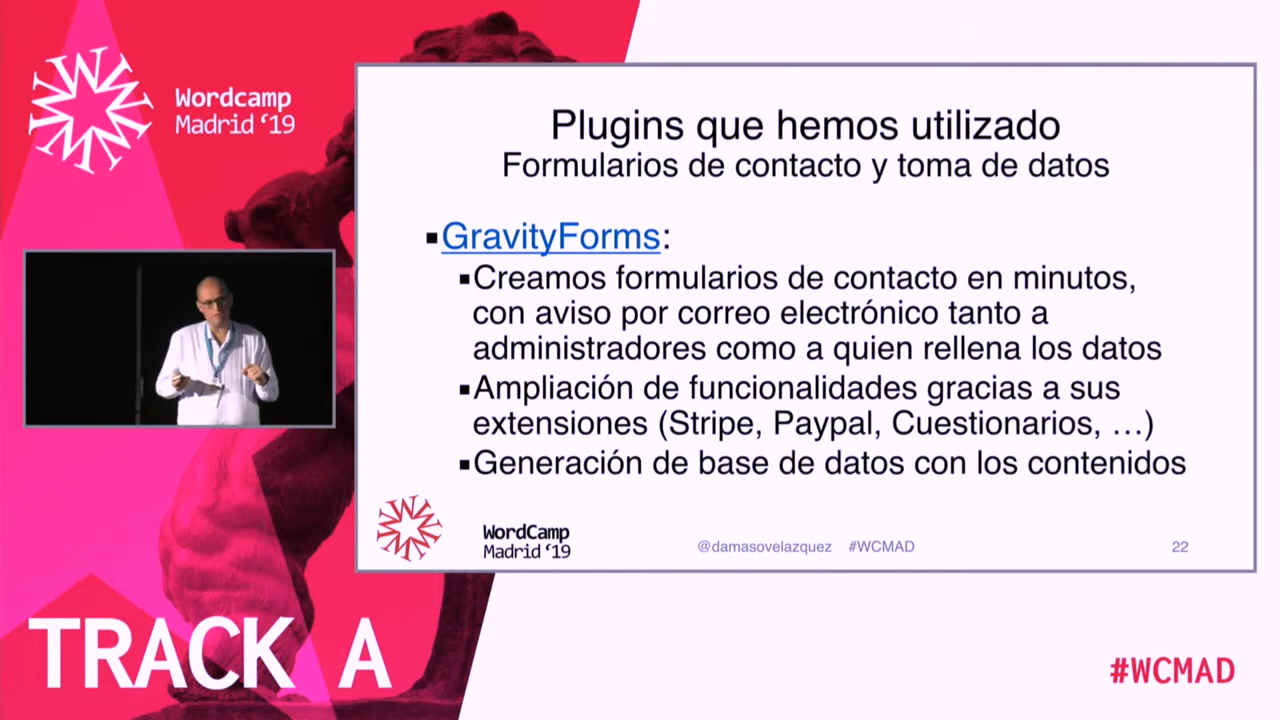 Wordcamp
Madrid ‘19
Plugins que hemos utilizado
Formularios de contacto y toma de datos
▪GravityForms:
▪Creamos formularios de contacto en minutos,
con aviso por correo electrónico tanto a
administradores como a quien rellena los datos
▪Ampliación de funcionalidades gracias a sus
extensiones (Stripe, Paypal, Cuestionarios, …)
▪Generación de base de datos con los contenidos
WordCamp
Madrid ‘19
@damasovelazquez #WCMAD
22
TRACK A
#WCMAD